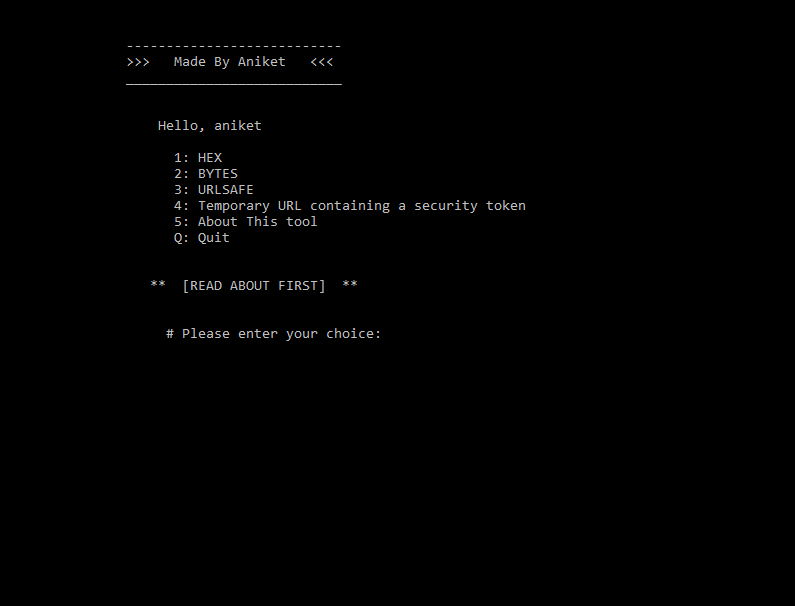 ---------------------------
>>>   Made By Aniket   <<<
___________________________
Hello, aniket
1: HEX
2: BYTES
3: URLSAFE
4: Temporary URL containing a security token
5: About This tool
Q: Quit
**  [READ ABOUT FIRST]  **
# Please enter your choice: